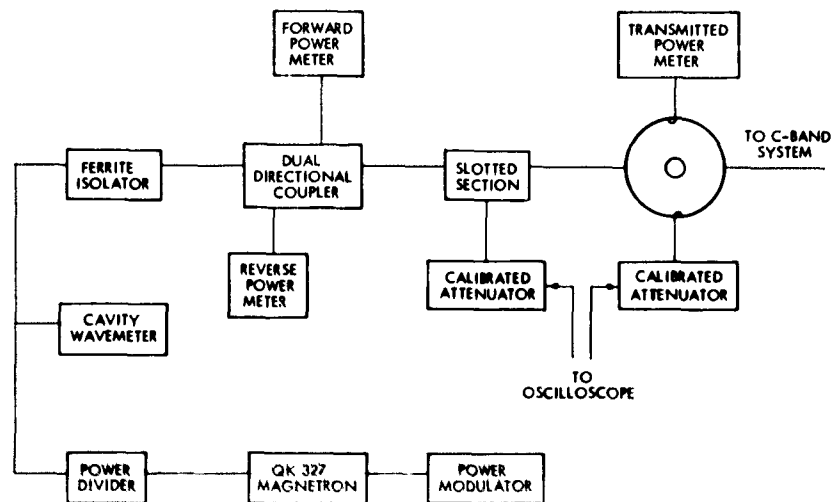 FORWARD
POWER
METER
TRANSMITTED
POWER
METER
TO C-BAND
SYSTEM
FERRITE
ISOLATOR
DUAL
DIRECTIONAL
COUPLER
SLOTTED
SECTION
REVERSE
POWER
METER
CALIBRATED
ATTENUATOR
CALIBRATED
ATTENUATOR
CAVITY
WAVEMETER
TO
OSCILLOSCOPE
POWER
DIVIDER
QK 327
MAGNETRON
POWER
MODULATOR